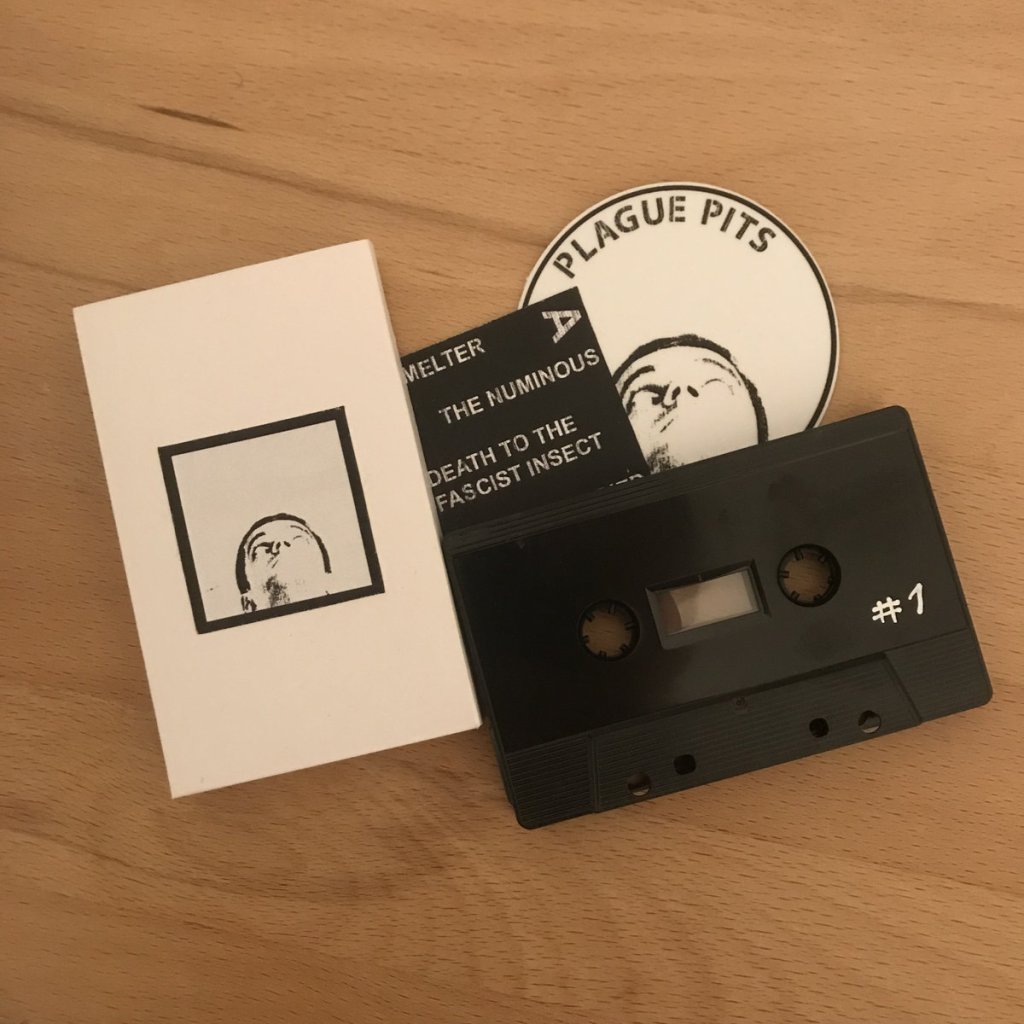 PLAGUE PITS
A
MELTER
THE NUMINOUS
DEATH TO THE
FASCIST INSECT
#1